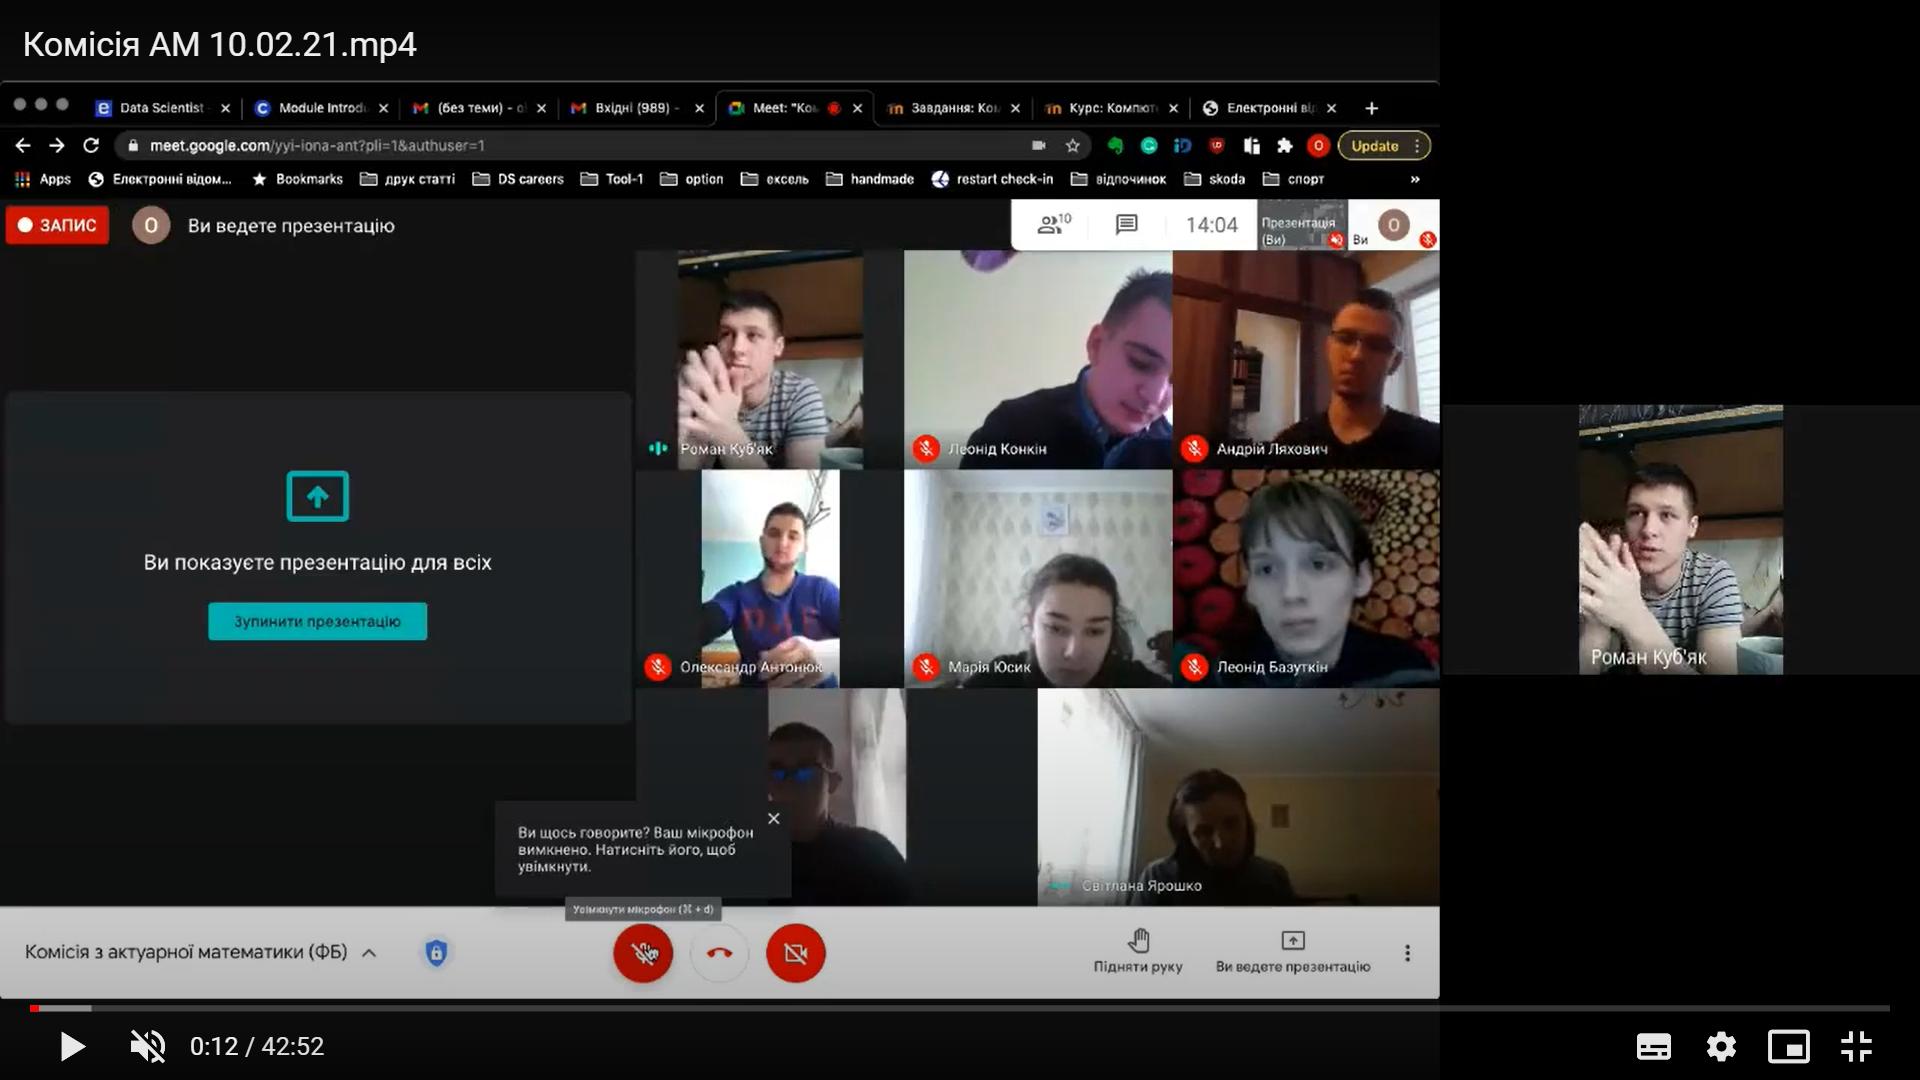 Комісія АМ 10.02.21.mp4
Data Scientist
Module Introdu
(без теми) - o
Вхідні (989) -
Meet: "Ко
Завдання: Ко
Курс: Компют
Електронні ві
meet.google.com/yyi-iona-ant?pli=1&authuser=1
Update
Apps
Електронні відом...
Bookmarks
друк статті
DS careers
Tool-1
option
ексель
handmade
restart check-in
відпочинок
skoda
спорт
»
ЗАПИС
О
Ви ведете презентацію
10
14:04
Презентація
(Ви)
Ви
О
Роман Куб'як
Леонід Конкін
Андрій Ляхович
Ви показуєте презентацію для всіх
Зупинити презентацію
Олександр Антонюк
Марія Юсик
Леонід Базуткін
Роман Куб'як
Ви щось говорите? Ваш мікрофон
вимкнено. Натисніть його, щоб
увімкнути.
Світлана Ярошко
Увімкнути мікрофон (⌘ + d)
Комісія з актуарної математики (ФБ)
Підняти руку
Ви ведете презентацію
0:12 / 42:52